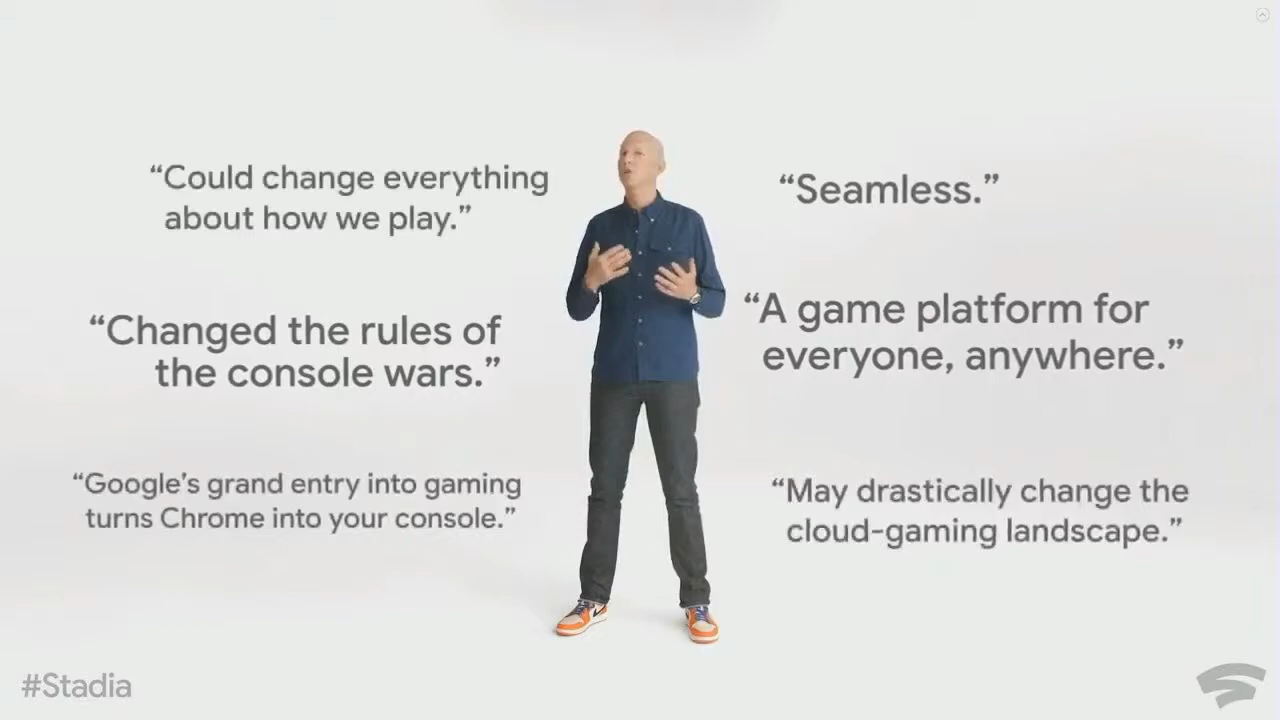 “Could change everything
about how we play.”
“Seamless.”
“Changed the rules of
the console wars.”
“A game platform for
everyone, anywhere.”
“Google’s grand entry into gaming
turns Chrome into your console.”
“May drastically change the
cloud-gaming landscape.”
#Stadia